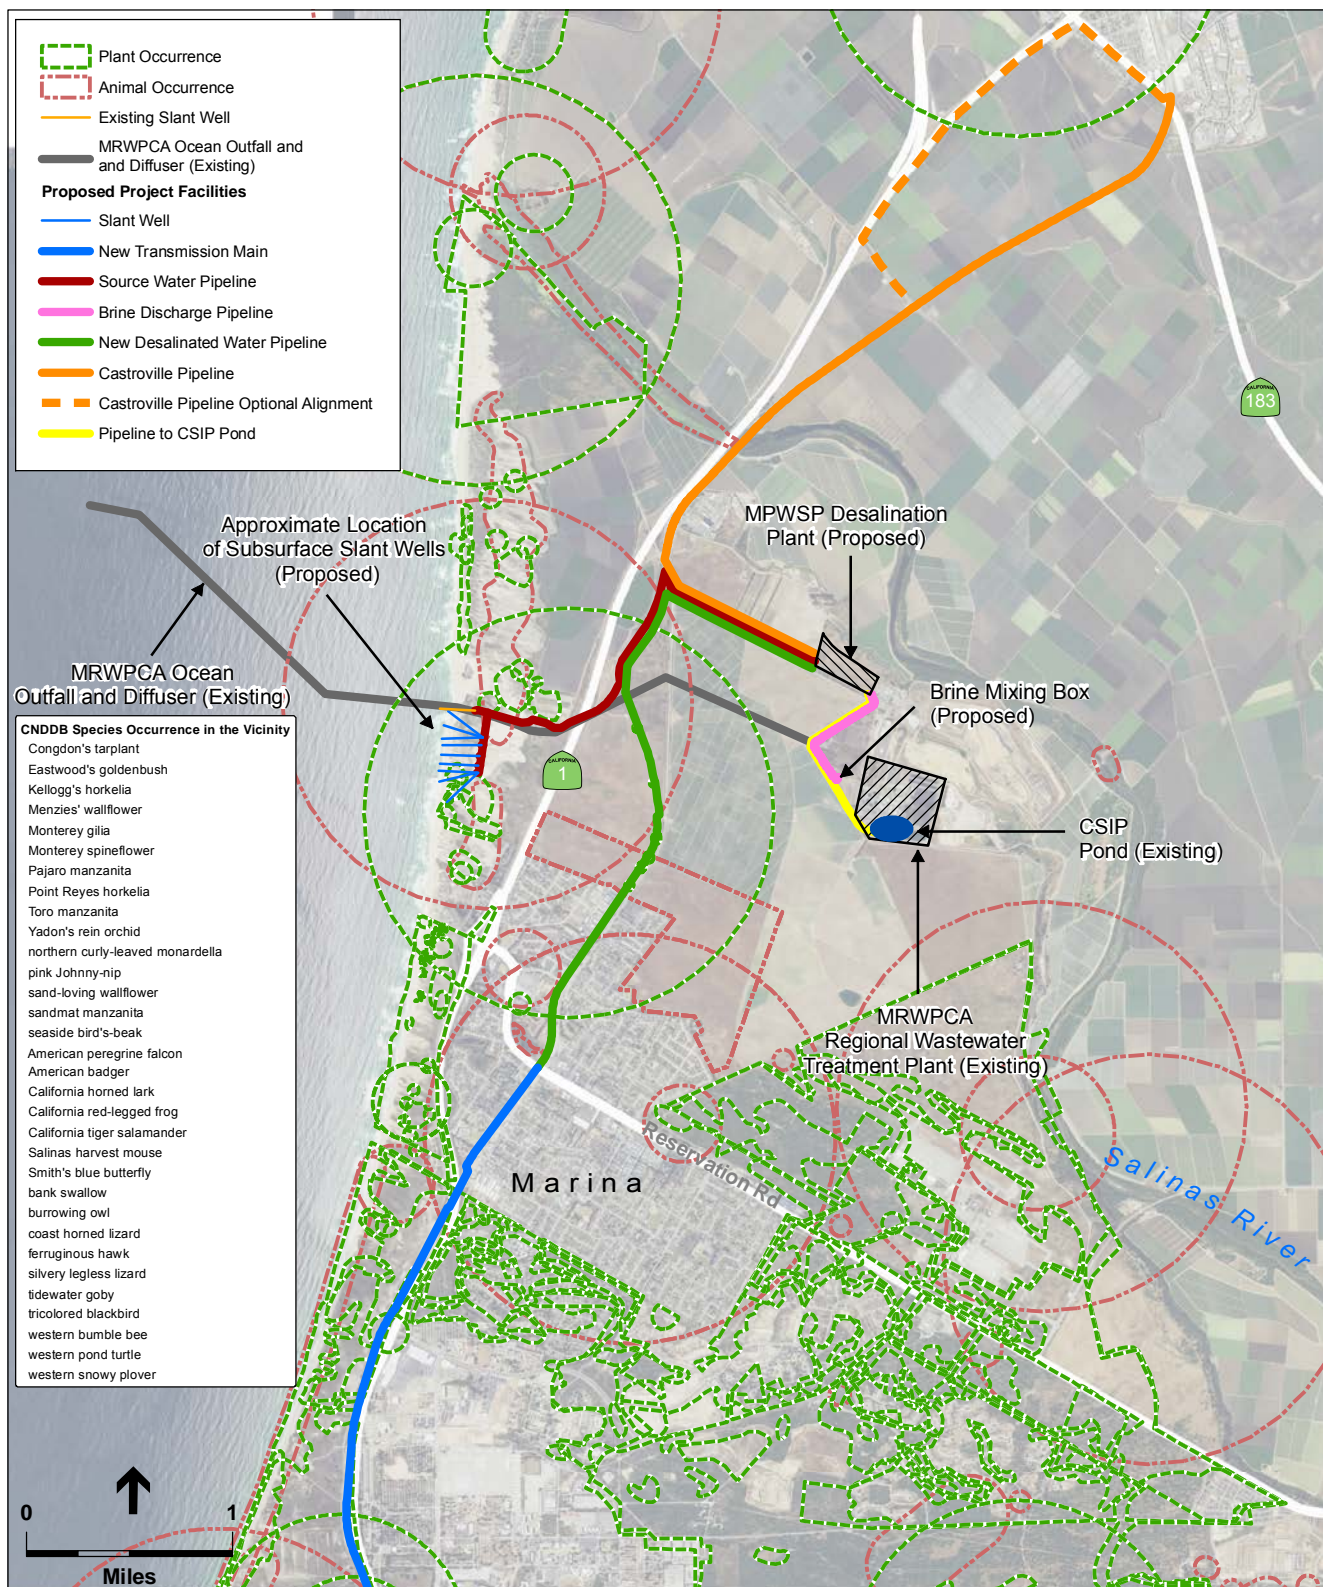 Plant Occurrence
Animal Occurrence
Existing Slant Well
MRWPCA Ocean Outfall and
and Diffuser (Existing)
Proposed Project Facilities
Slant Well
New Transmission Main
Source Water Pipeline
Brine Discharge Pipeline
New Desalinated Water Pipeline
Castroville Pipeline
Castroville Pipeline Optional Alignment
Pipeline to CSIP Pond
CALIFORNIA
183
Approximate Location
of Subsurface Slant Wells
(Proposed)
MPWSP Desalination
Plant (Proposed)
MRWPCA Ocean
Outfall and Diffuser (Existing)
Brine Mixing Box
(Proposed)
CALIFORNIA
1
CSIP
Pond (Existing)
CNDDB Species Occurrence in the Vicinity
Congdon's tarplant
Eastwood's goldenbush
Kellogg's horkelia
Menzies' wallflower
Monterey gilia
Monterey spineflower
Pajaro manzanita
Point Reyes horkelia
Toro manzanita
Yadon's rein orchid
northern curly-leaved monardella
pink Johnny-nip
sand-loving wallflower
sandmat manzanita
seaside bird's-beak
American peregrine falcon
American badger
California horned lark
California red-legged frog
California tiger salamander
Salinas harvest mouse
Smith's blue butterfly
bank swallow
burrowing owl
coast horned lizard
ferruginous hawk
silvery legless lizard
tidewater goby
tricolored blackbird
western bumble bee
western pond turtle
western snowy plover
MRWPCA
Regional Wastewater
Treatment Plant (Existing)
Reservation Rd
Marina
Salinas River
0 1
Miles